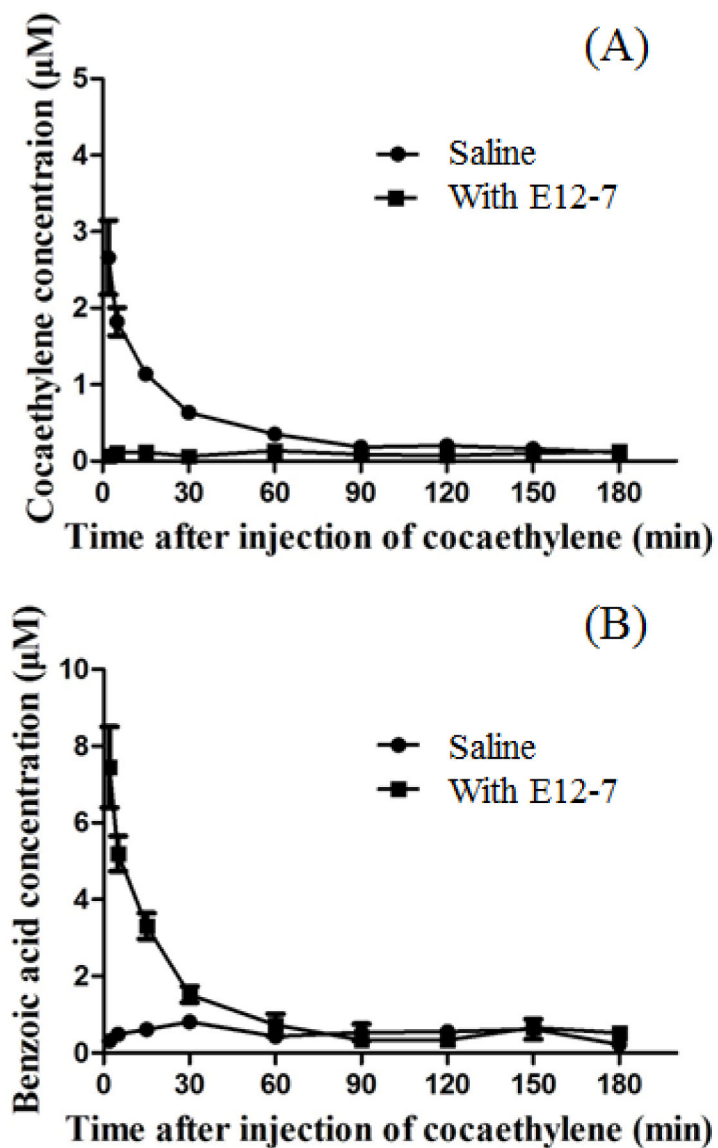 (A)
Cocaethylene concentraion (µM)
5
4
3
2
1
0
Saline
With E12-7
0 30 60 90 120 150 180
Time after injection of cocaethylene (min)
(B)
Benzoic acid concentration (µM)
10
8
6
4
2
0
Saline
With E12-7
0 30 60 90 120 150 180
Time after injection of cocaethylene (min)